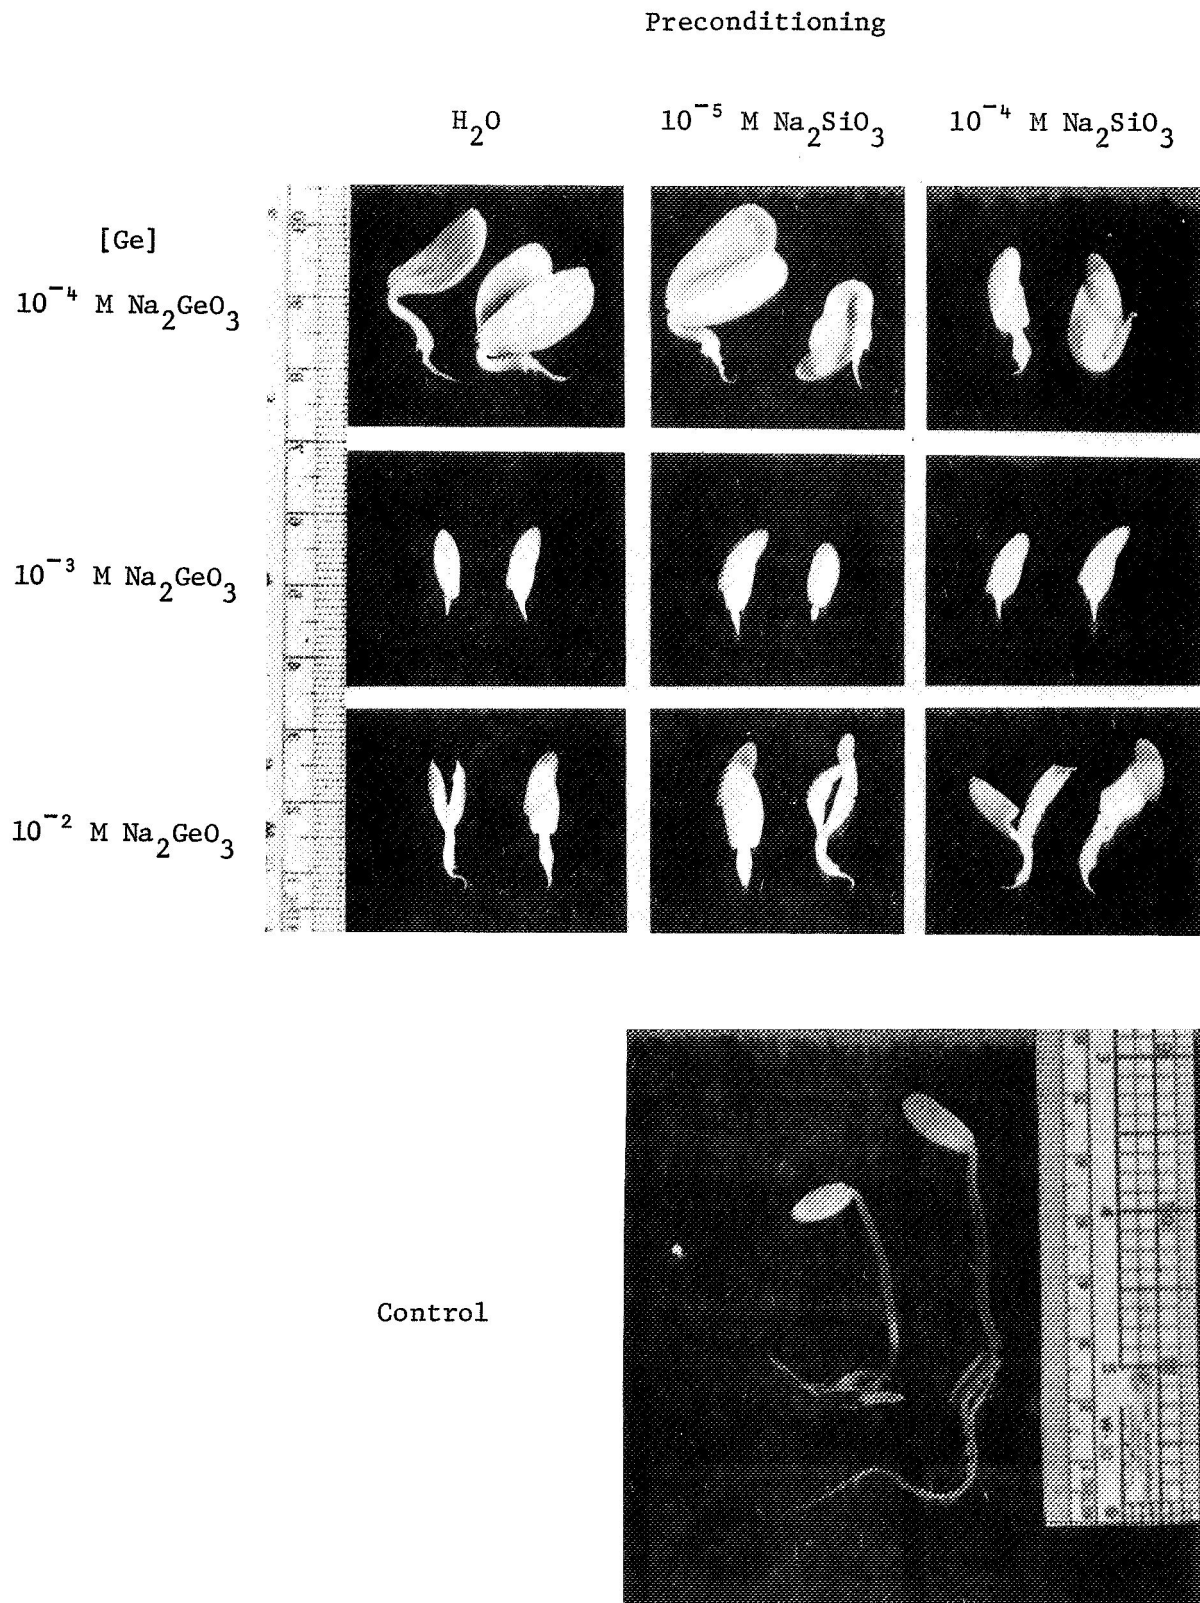 Preconditioning
H₂O 10⁻⁵ M Na₂SiO₃ 10⁻⁴ M Na₂SiO₃
[Ge]
10⁻⁴ M Na₂GeO₃
10⁻³ M Na₂GeO₃
10⁻² M Na₂GeO₃
Control